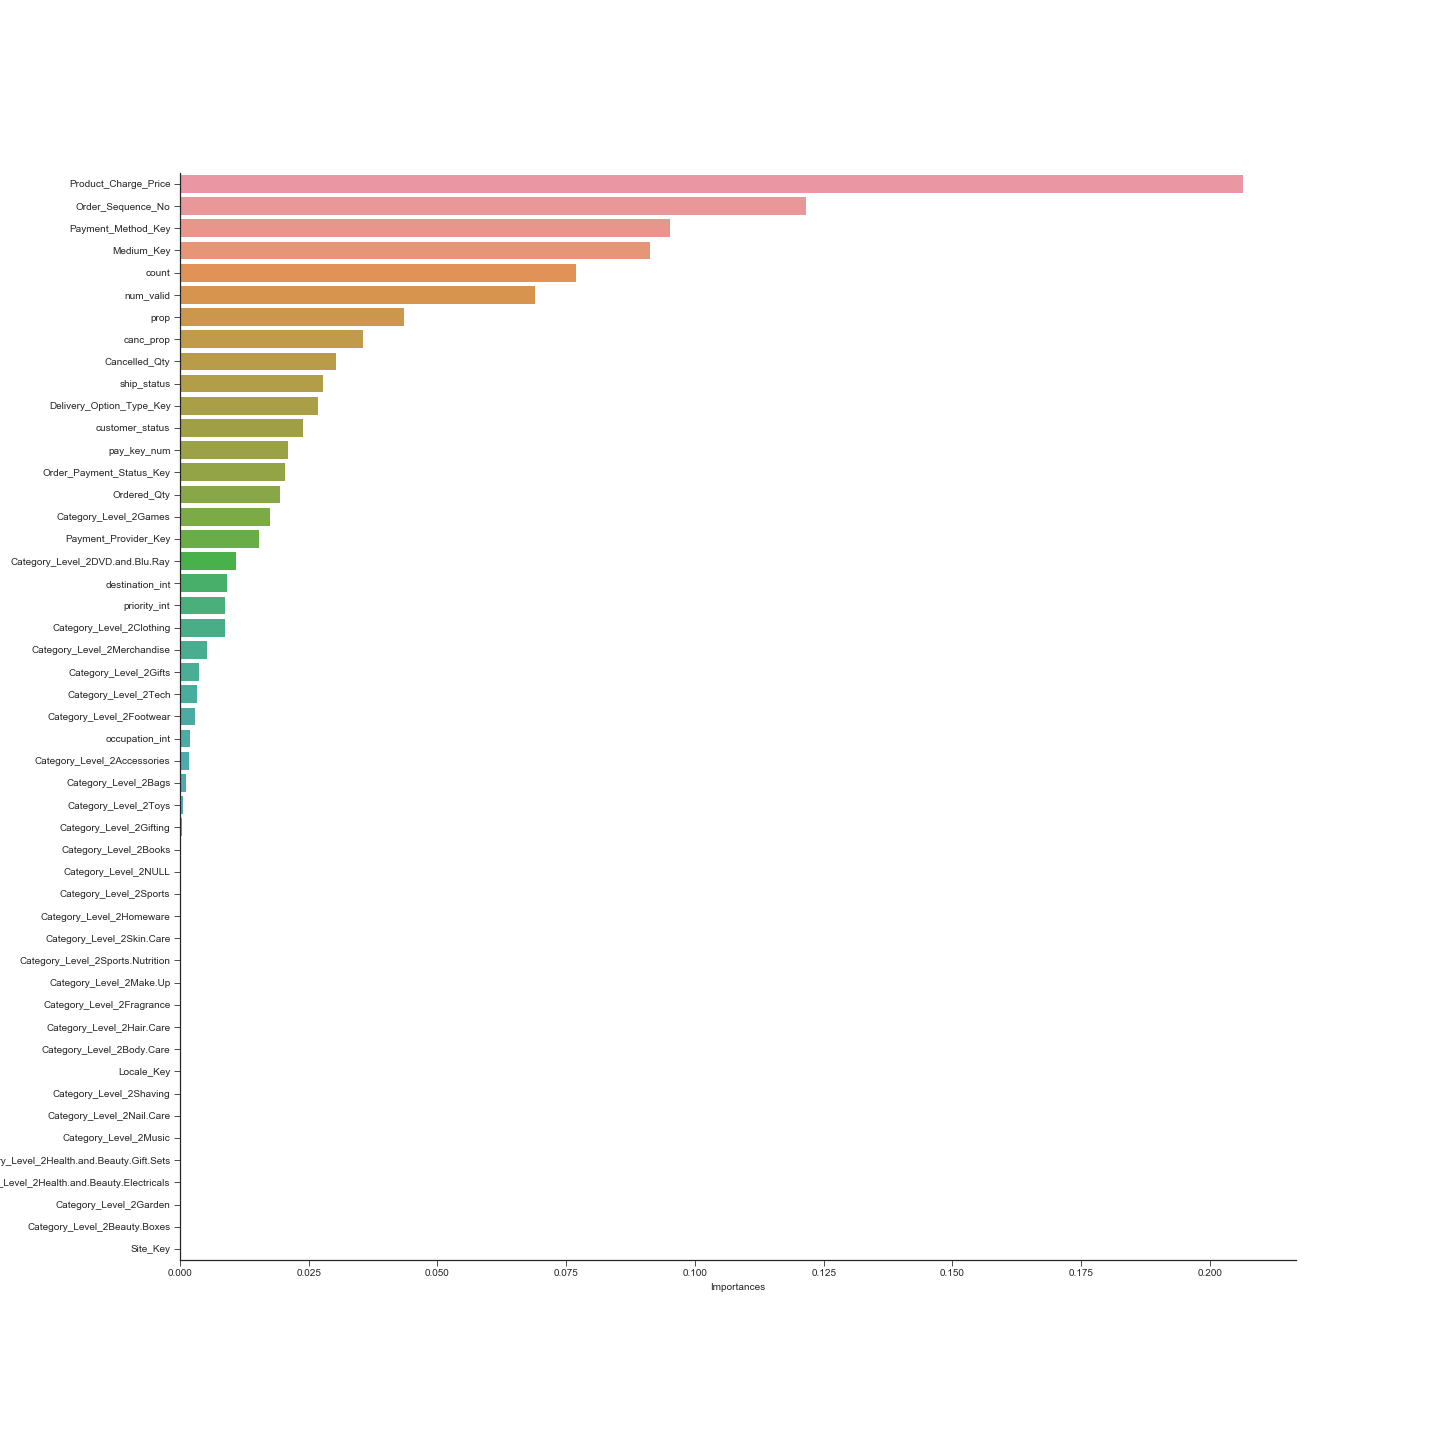 Product_Charge_Price
Order_Sequence_No
Payment_Method_Key
Medium_Key
count
num_valid
prop
canc_prop
Cancelled_Qty
ship_status
Delivery_Option_Type_Key
customer_status
pay_key_num
Order_Payment_Status_Key
Ordered_Qty
Category_Level_2Games
Payment_Provider_Key
Category_Level_2DVD.and.Blu.Ray
destination_int
priority_int
Category_Level_2Clothing
Category_Level_2Merchandise
Category_Level_2Gifts
Category_Level_2Tech
Category_Level_2Footwear
occupation_int
Category_Level_2Accessories
Category_Level_2Bags
Category_Level_2Toys
Category_Level_2Gifting
Category_Level_2Books
Category_Level_2NULL
Category_Level_2Sports
Category_Level_2Homeware
Category_Level_2Skin.Care
Category_Level_2Sports.Nutrition
Category_Level_2Make.Up
Category_Level_2Fragrance
Category_Level_2Hair.Care
Category_Level_2Body.Care
Locale_Key
Category_Level_2Shaving
Category_Level_2Nail.Care
Category_Level_2Music
y_Level_2Health.and.Beauty.Gift.Sets
_Level_2Health.and.Beauty.Electricals
Category_Level_2Garden
Category_Level_2Beauty.Boxes
Site_Key
0.000 0.025 0.050 0.075 0.100 0.125 0.150 0.175 0.200
Importances